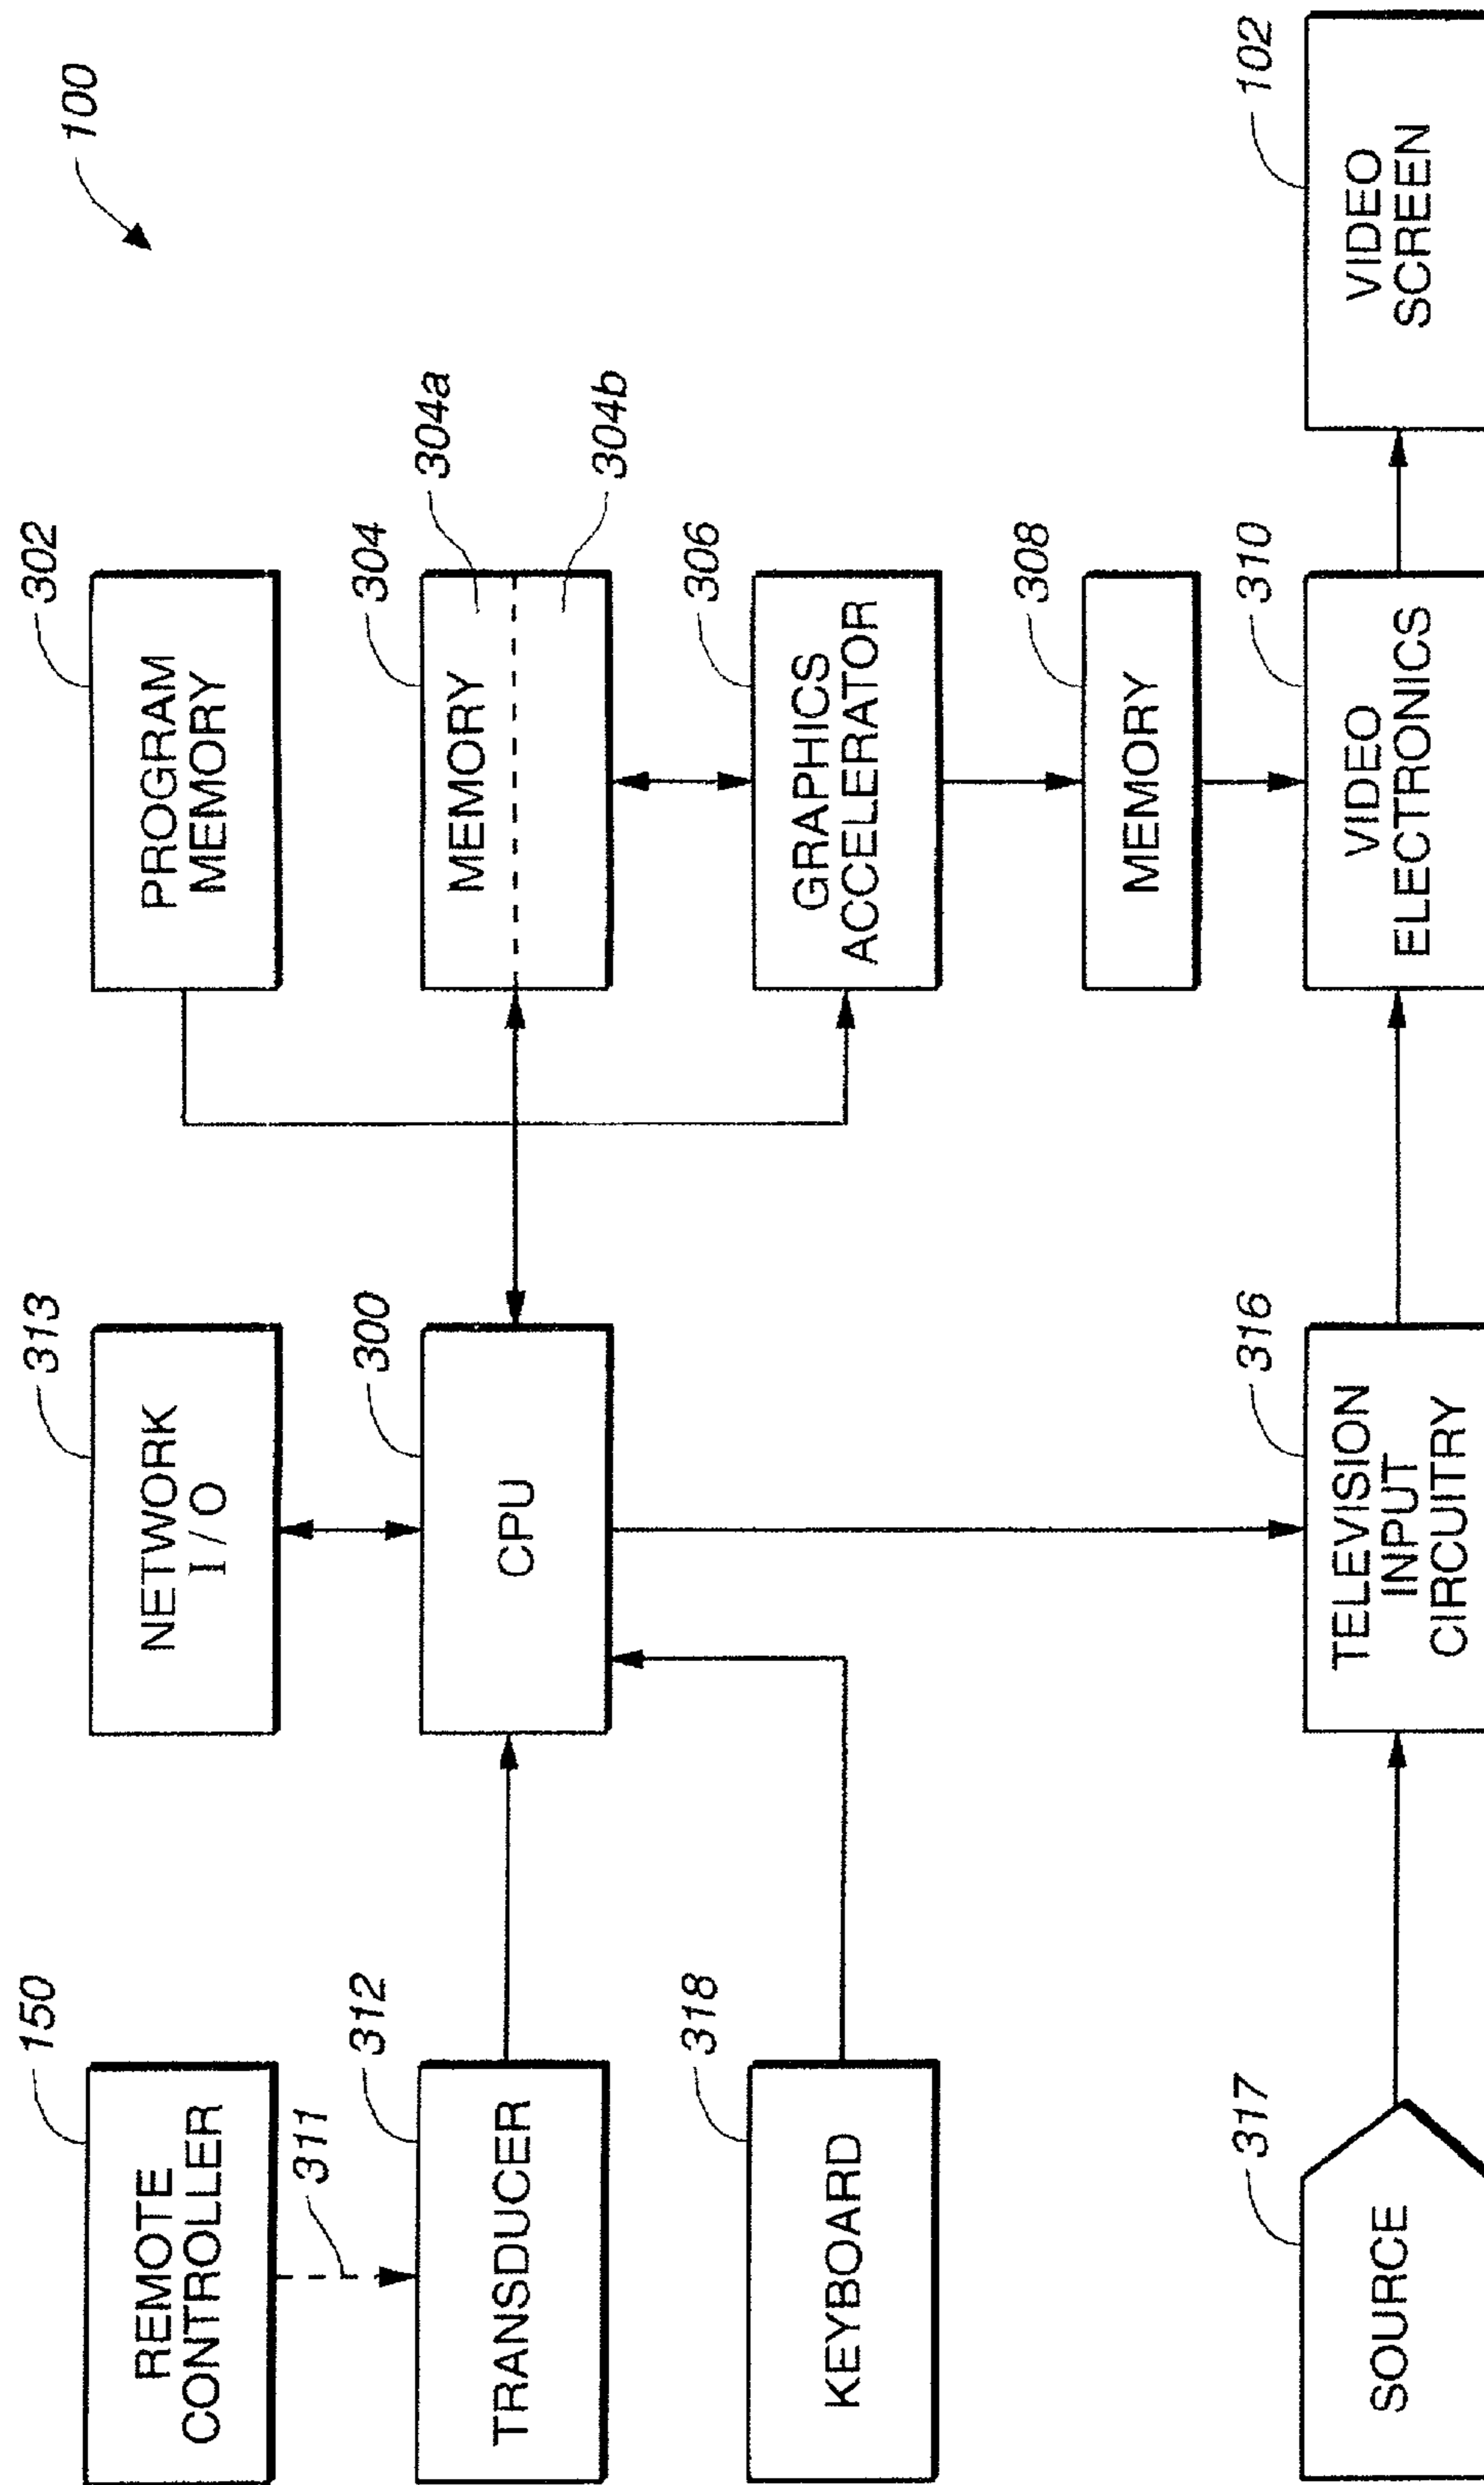 100
150
REMOTE
CONTROLLER
311
313
NETWORK
I/O
302
PROGRAM
MEMORY
312
TRANSDUCER
300
CPU
304
MEMORY
304a
304b
318
KEYBOARD
306
GRAPHICS
ACCELERATOR
308
MEMORY
317
SOURCE
316
TELEVISION
INPUT
CIRCUITRY
310
VIDEO
ELECTRONICS
102
VIDEO
SCREEN